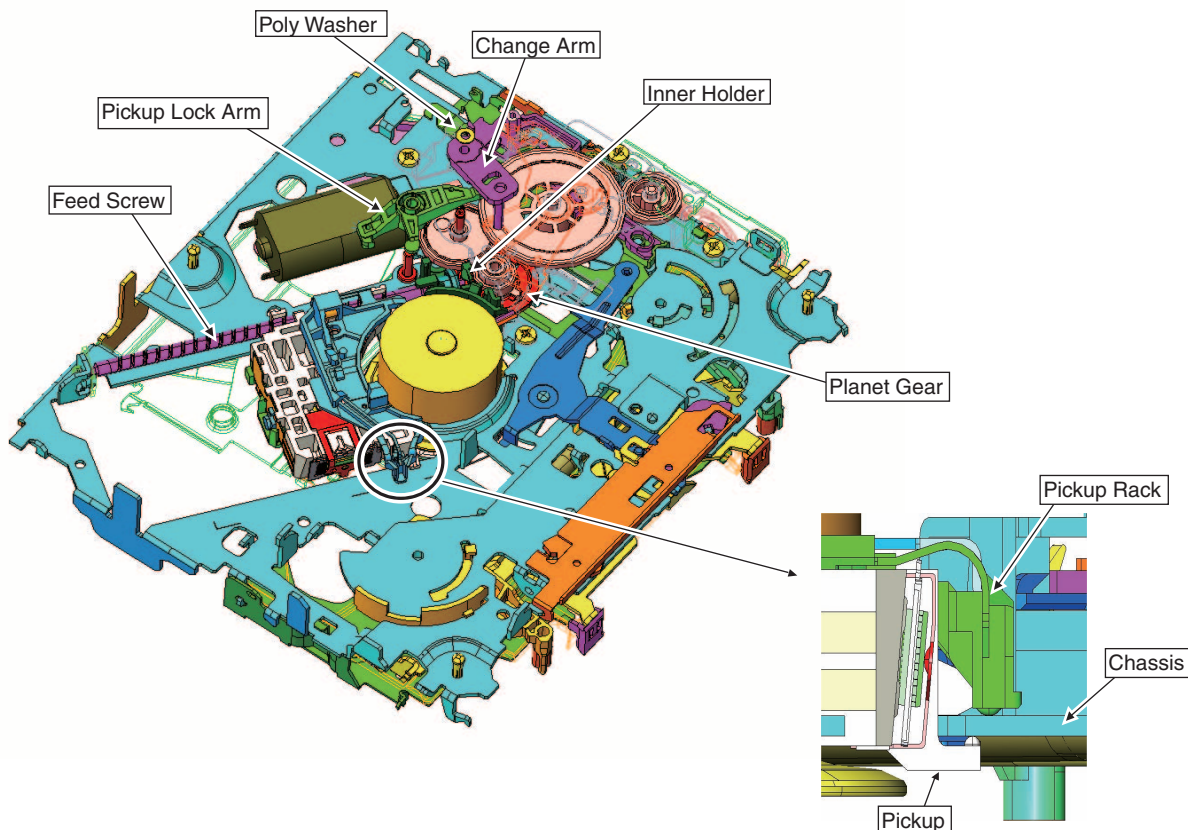 Poly Washer
Change Arm
Inner Holder
Pickup Lock Arm
Feed Screw
Planet Gear
Pickup Rack
Chassis
Pickup